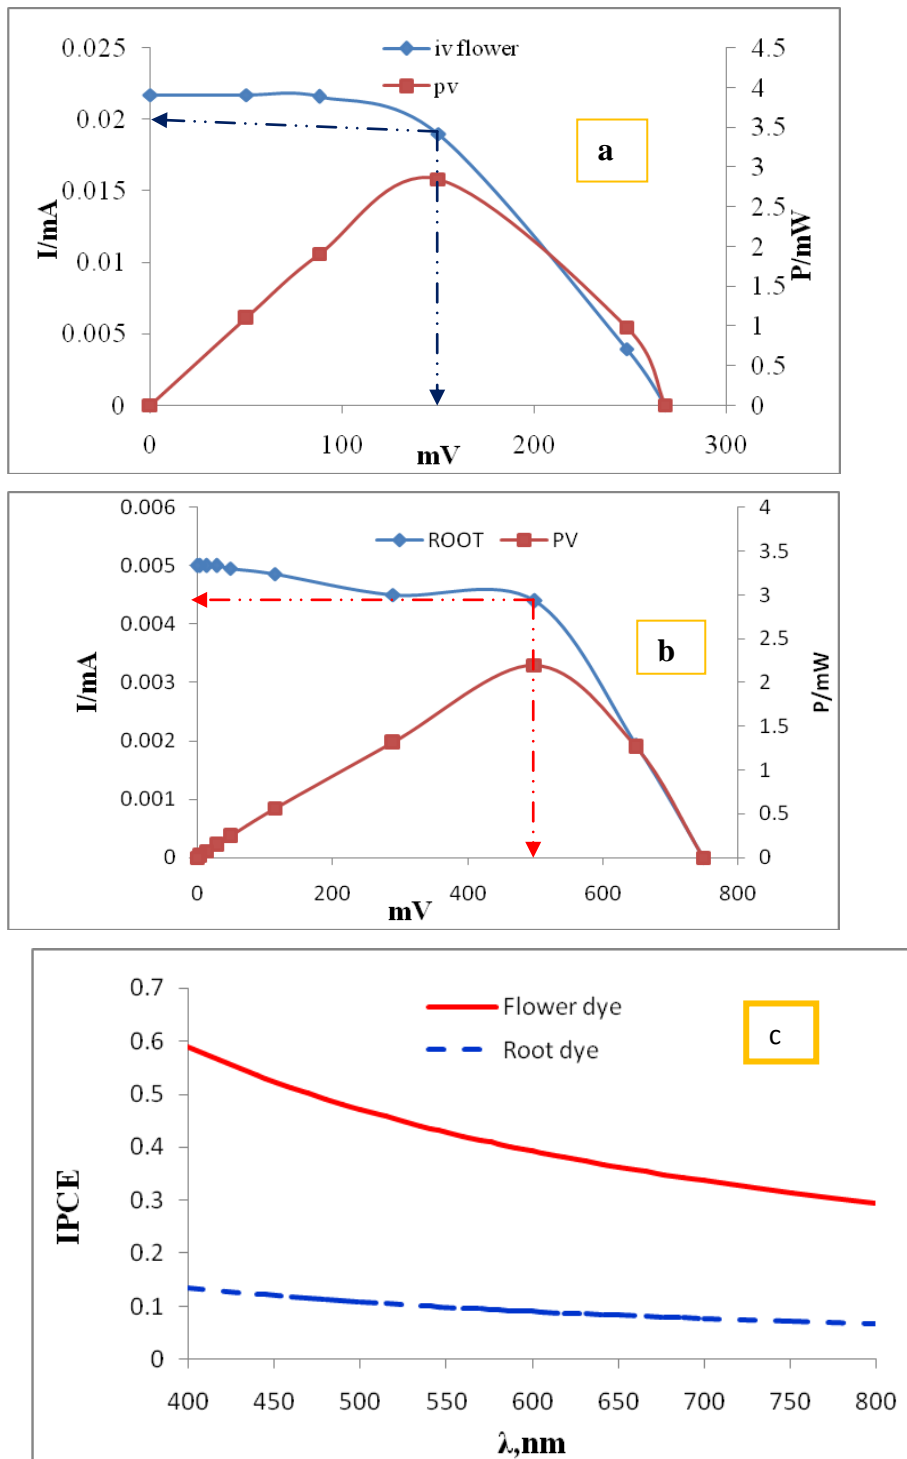 iv flower
pv
a
0.025
0.02
0.015
0.01
0.005
0
I/mA
4.5
4
3.5
3
2.5
2
1.5
1
0.5
0
P/mW
0 100 200 300
mV
ROOT PV
b
0.006
0.005
0.004
0.003
0.002
0.001
0
I/mA
4
3.5
3
2.5
2
1.5
1
0.5
0
P/mW
0 200 400 600 800
mV
Flower dye
Root dye
c
0.7
0.6
0.5
0.4
0.3
0.2
0.1
0
IPCE
400 450 500 550 600 650 700 750 800
λ,nm